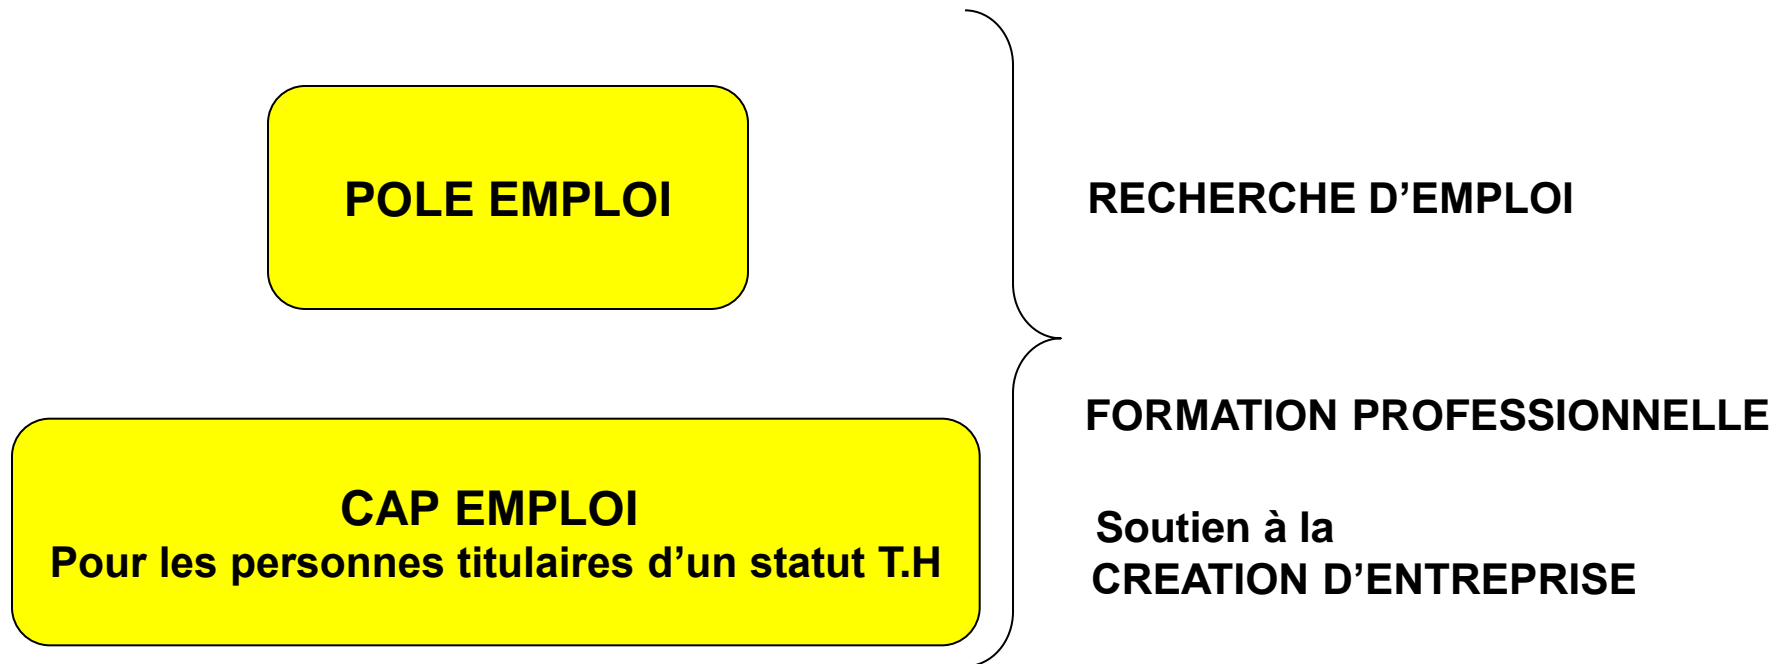 POLE EMPLOI
RECHERCHE D’EMPLOI
FORMATION PROFESSIONNELLE
CAP EMPLOI
Pour les personnes titulaires d’un statut T.H
Soutien à la
CREATION D’ENTREPRISE